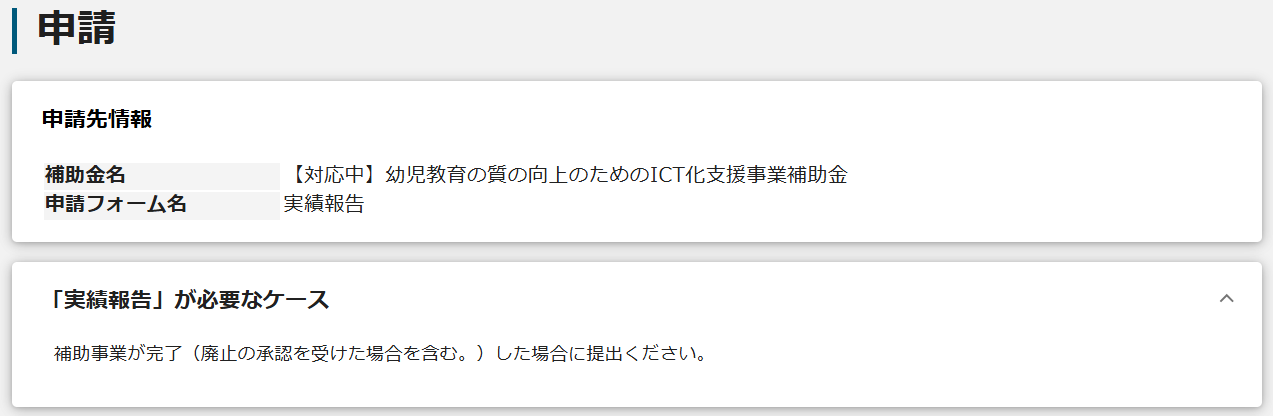 申請
申請先情報
補助金名 【対応中】幼児教育の質の向上のためのICT化支援事業補助金
申請フォーム名 実績報告
「実績報告」が必要なケース
補助事業が完了（廃止の承認を受けた場合を含む。）した場合に提出ください。